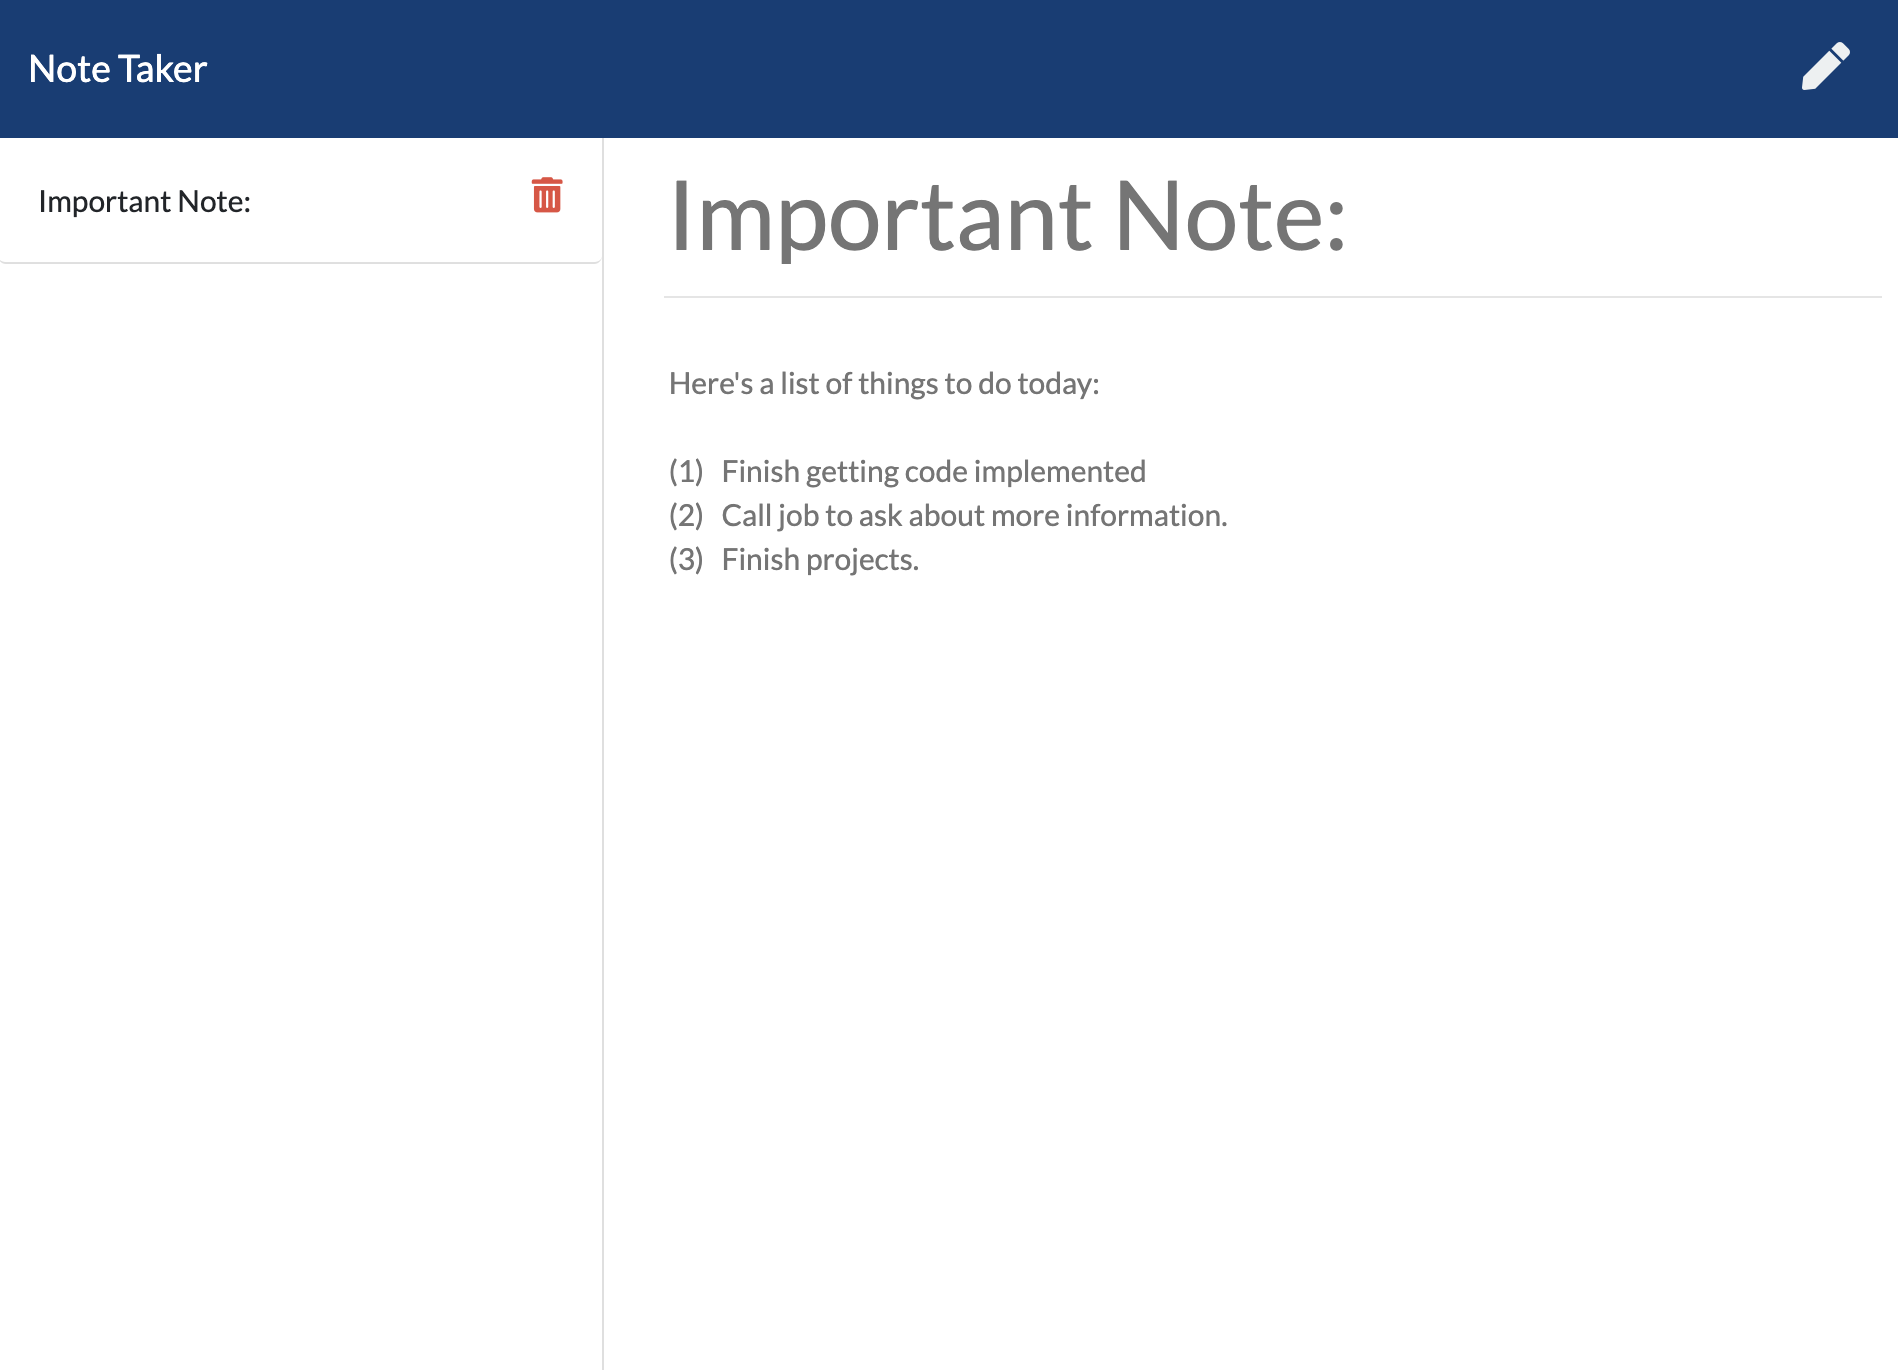 Note Taker
Important Note:
Important Note:
Here's a list of things to do today:
(1) Finish getting code implemented
(2) Call job to ask about more information.
(3) Finish projects.